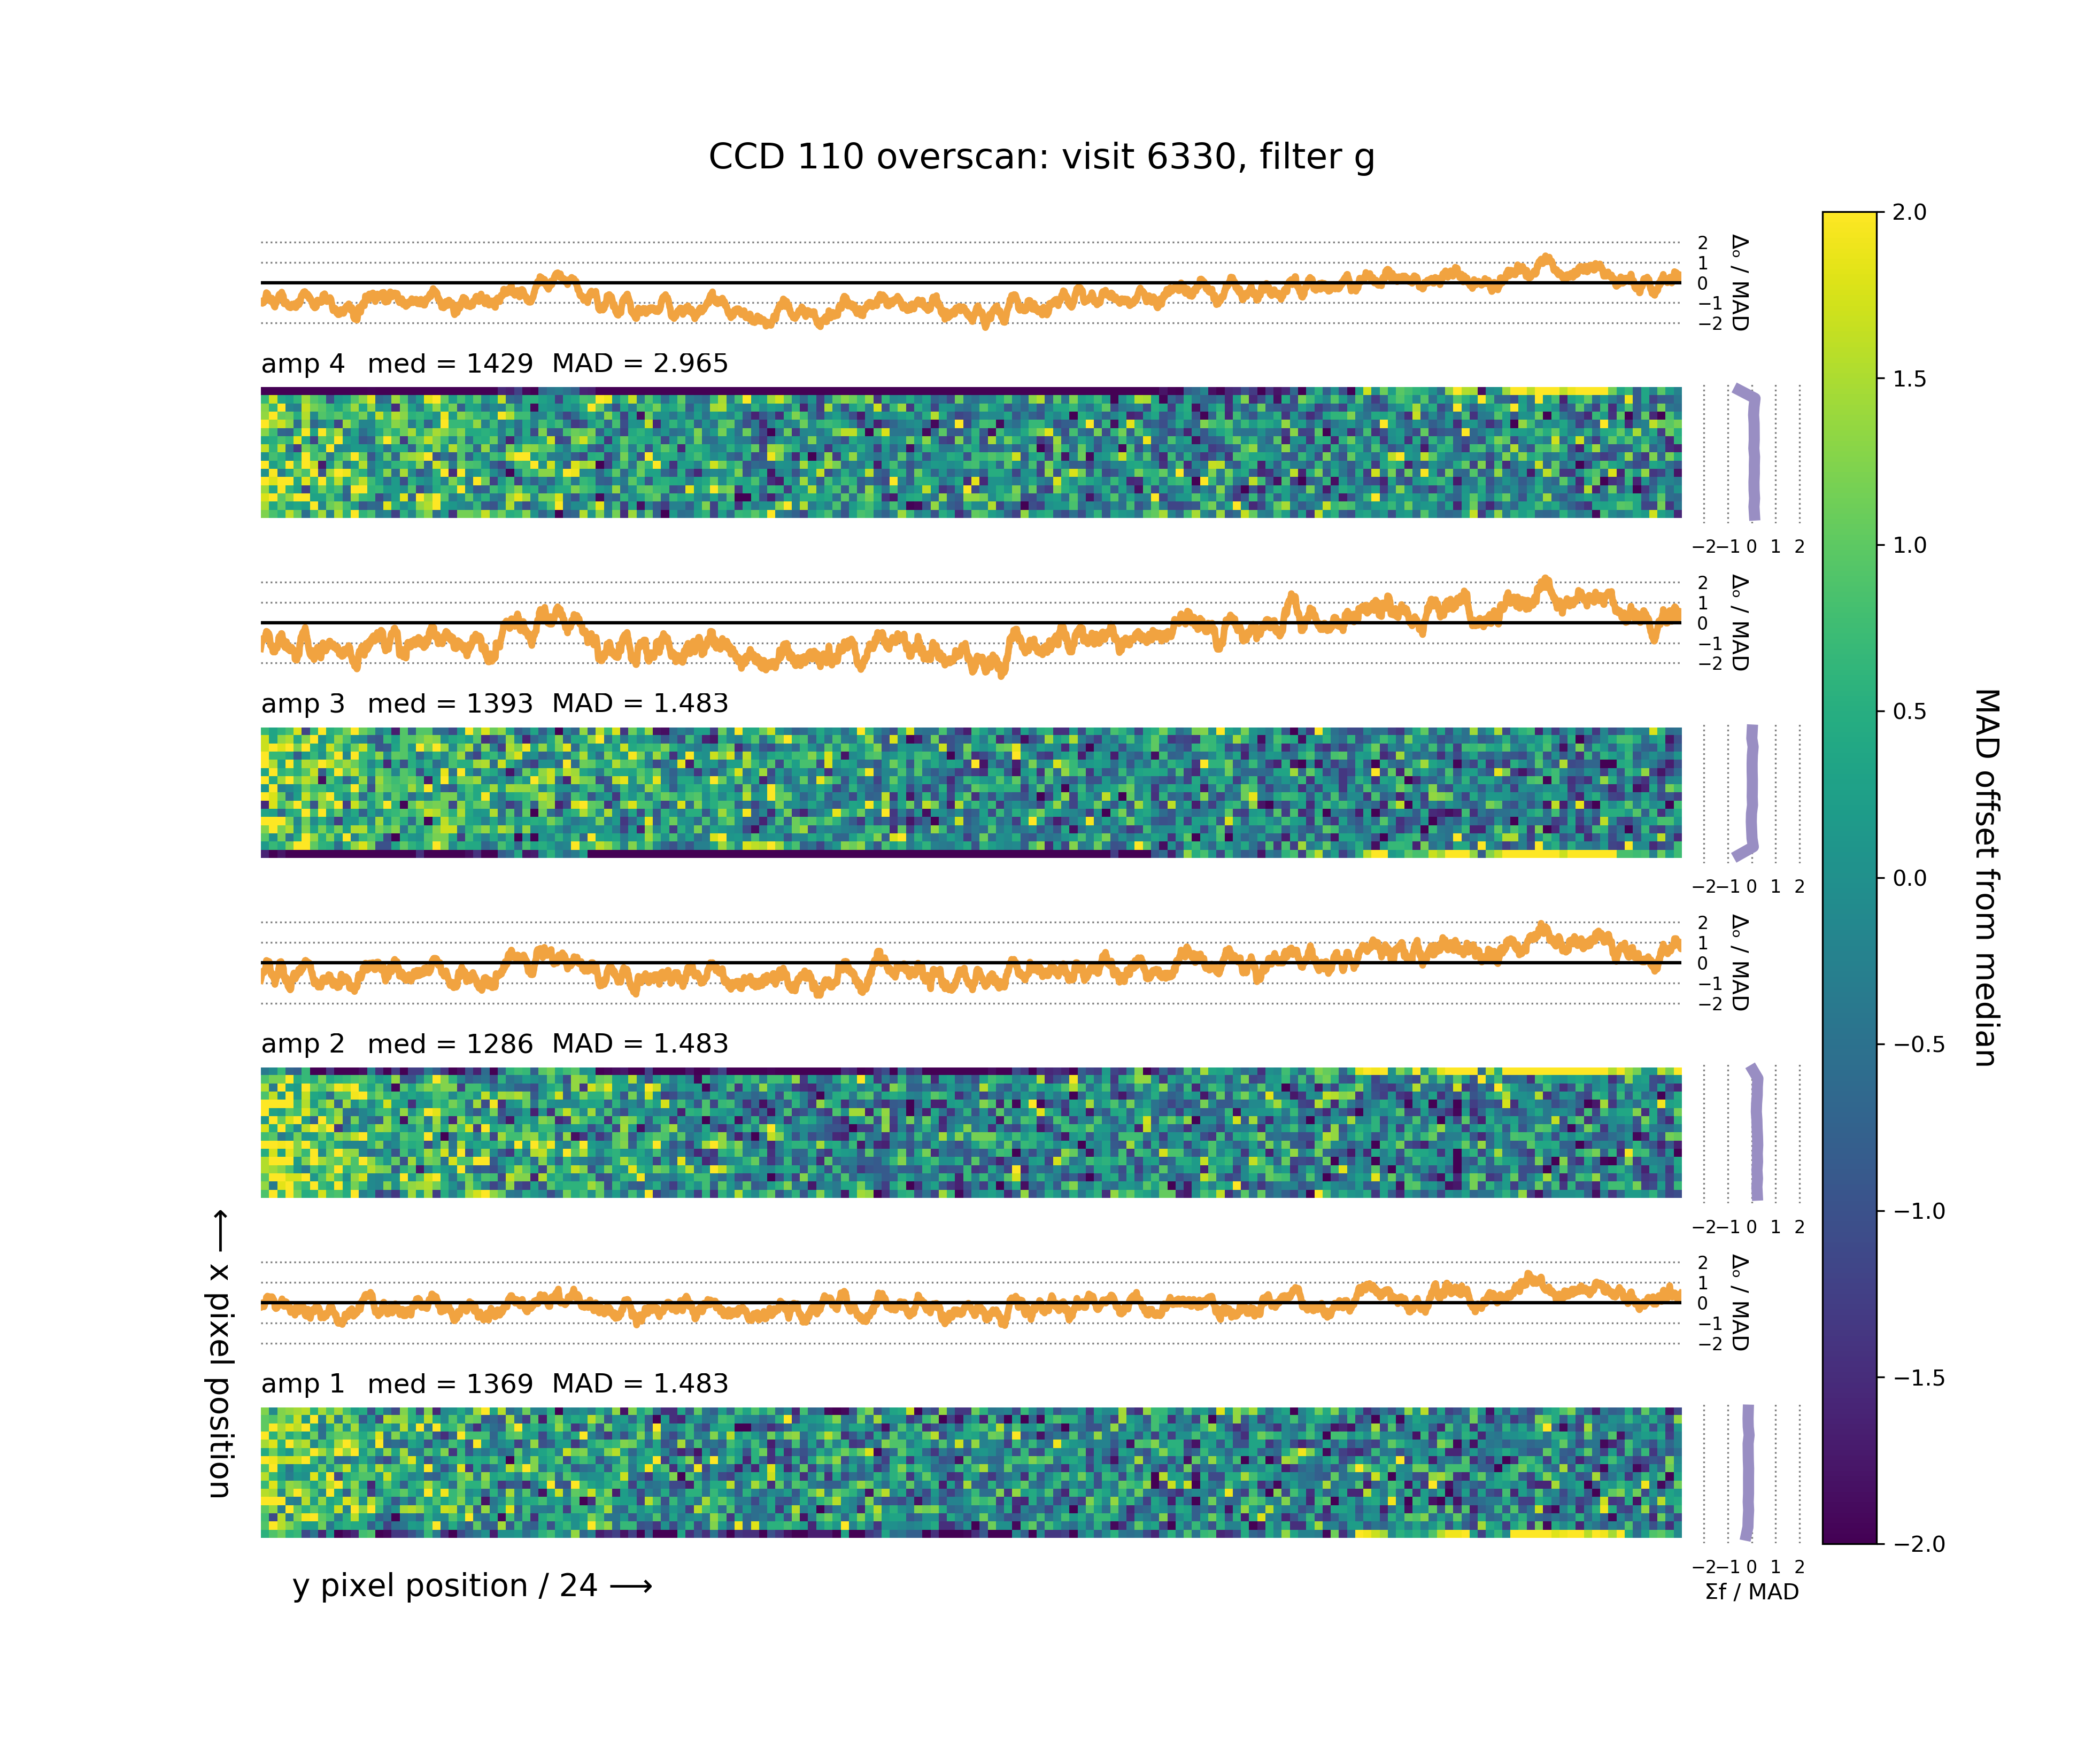 CCD 110 overscan: visit 6330, filter g
2
1
0
−1
−2
Δₒ / MAD
amp 4 med = 1429 MAD = 2.965
−2 −1 0 1 2
2
1
0
−1
−2
Δₒ / MAD
amp 3 med = 1393 MAD = 1.483
−2 −1 0 1 2
2
1
0
−1
−2
Δₒ / MAD
amp 2 med = 1286 MAD = 1.483
−2 −1 0 1 2
2
1
0
−1
−2
Δₒ / MAD
amp 1 med = 1369 MAD = 1.483
−2 −1 0 1 2
Σf / MAD
y pixel position / 24 ⟶
⟵ x pixel position
2.0
1.5
1.0
0.5
0.0
−0.5
−1.0
−1.5
−2.0
MAD offset from median